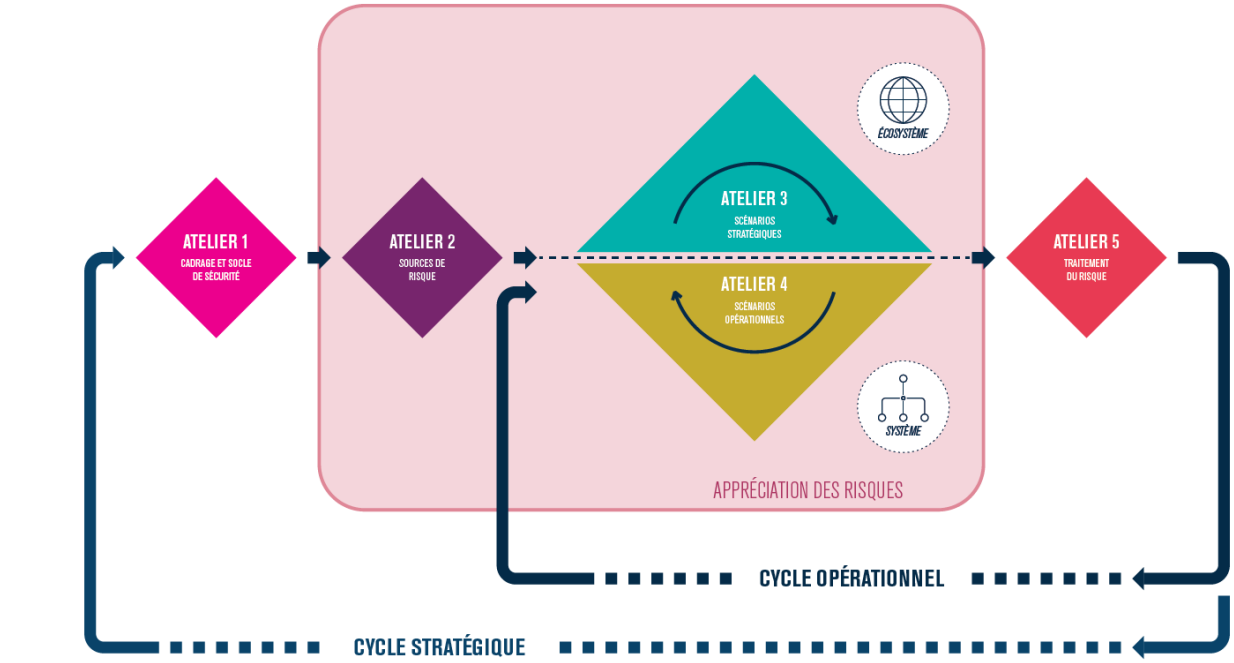 ÉCOSYSTÈME
ATELIER 1
CADRAGE ET SOCLE
DE SÉCURITÉ
ATELIER 2
SOURCES DE
RISQUE
ATELIER 3
SCÉNARIOS
STRATÉGIQUES
ATELIER 4
SCÉNARIOS
OPÉRATIONNELS
ATELIER 5
TRAITEMENT
DU RISQUE
SYSTÈME
APPRÉCIATION DES RISQUES
CYCLE OPÉRATIONNEL
CYCLE STRATÉGIQUE